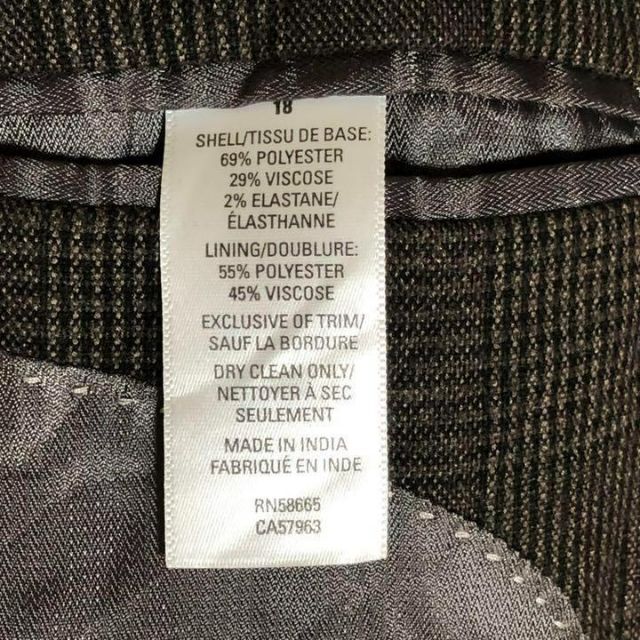 18
SHELL/TISSU DE BASE:
69% POLYESTER
29% VISCOSE
2% ELASTANE/
ÉLASTHANNE
LINING/DOUBLURE:
55% POLYESTER
45% VISCOSE
EXCLUSIVE OF TRIM/
SAUF LA BORDURE
DRY CLEAN ONLY/
NETTOYER À SEC
SEULEMENT
MADE IN INDIA
FABRIQUÉ EN INDE
RN58665
CA57963